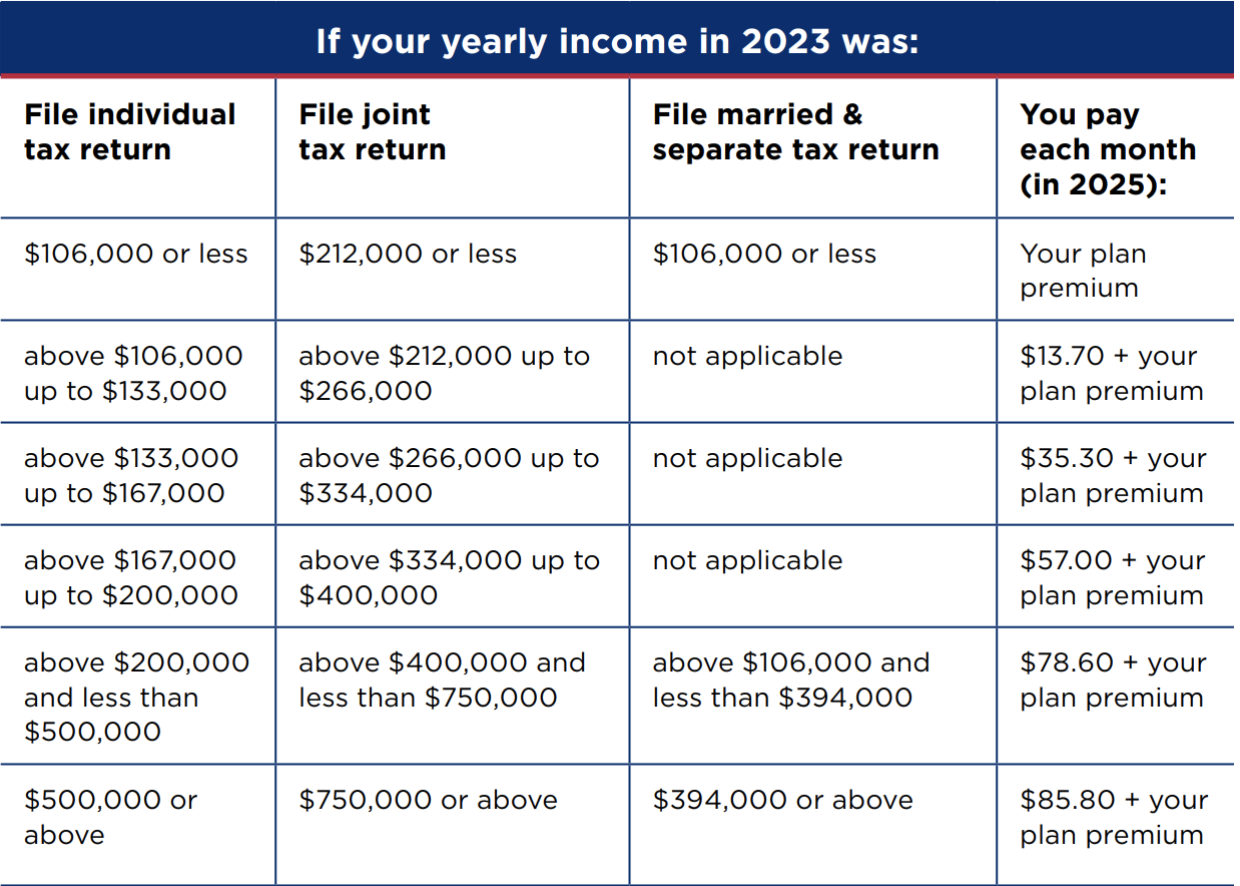 If your yearly income in 2023 was:
File individual
tax return
File joint
tax return
File married &
separate tax return
You pay
each month
(in 2025):
$106,000 or less
$212,000 or less
$106,000 or less
Your plan
premium
above $106,000
up to $133,000
above $212,000 up to
$266,000
not applicable
$13.70 + your
plan premium
above $133,000
up to $167,000
above $266,000 up to
$334,000
not applicable
$35.30 + your
plan premium
above $167,000
up to $200,000
above $334,000 up to
$400,000
not applicable
$57.00 + your
plan premium
above $200,000
and less than
$500,000
above $400,000 and
less than $750,000
above $106,000 and
less than $394,000
$78.60 + your
plan premium
$500,000 or
above
$750,000 or above
$394,000 or above
$85.80 + your
plan premium